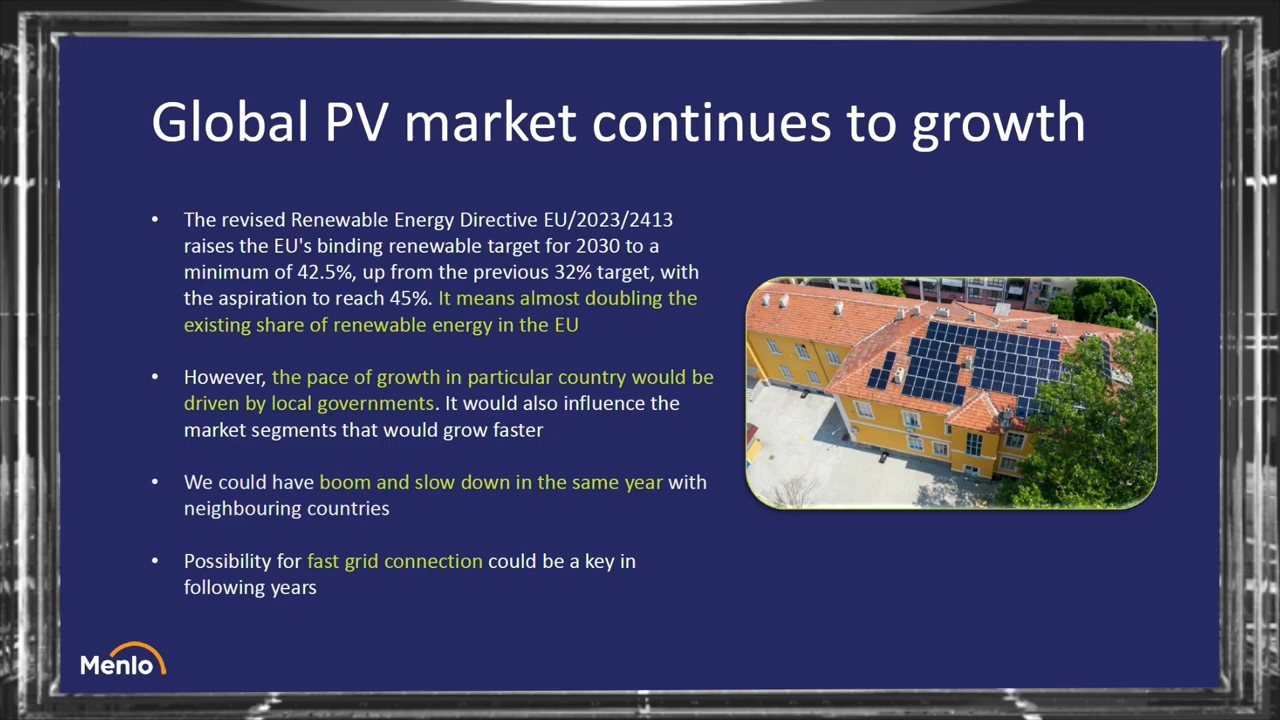 Global PV market continues to growth
• The revised Renewable Energy Directive EU/2023/2413
raises the EU's binding renewable target for 2030 to a
minimum of 42.5%, up from the previous 32% target, with
the aspiration to reach 45%. It means almost doubling the
existing share of renewable energy in the EU
• However, the pace of growth in particular country would be
driven by local governments. It would also influence the
market segments that would grow faster
• We could have boom and slow down in the same year with
neighbouring countries
• Possibility for fast grid connection could be a key in
following years
Menlo